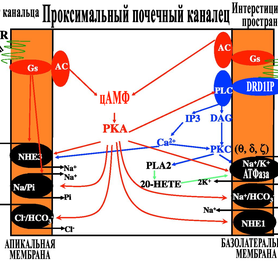 канальца
Проксимальный почечный каналец
Интерстици
простран
R
Gs
AC
цАМФ
AC
Gs
PLC
DRD1IP
IP3
DAG
PKA
Ca²⁺
PKC
(θ, δ, ζ)
NHE3
Na⁺
Na⁺
PLA2
Na⁺/K⁺
АТФаза
Na/Pi
Pi
20-HETE
2K⁺
Na⁺/HCO₃⁻
Cl⁻/HCO₃⁻
Cl⁻
Na⁺
NHE1
АПИКАЛЬНАЯ
МЕМБРАНА
БАЗОЛАТЕРАЛЬ
МЕМБРАНА